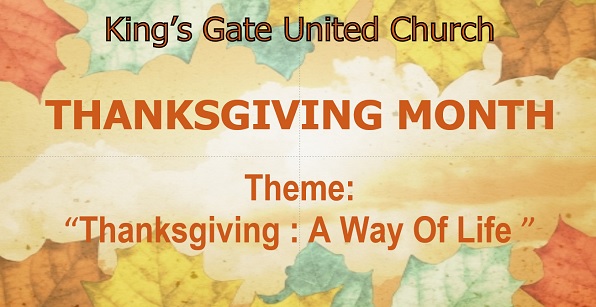 King’s Gate United Church
THANKSGIVING MONTH
Theme:
“Thanksgiving : A Way Of Life ”